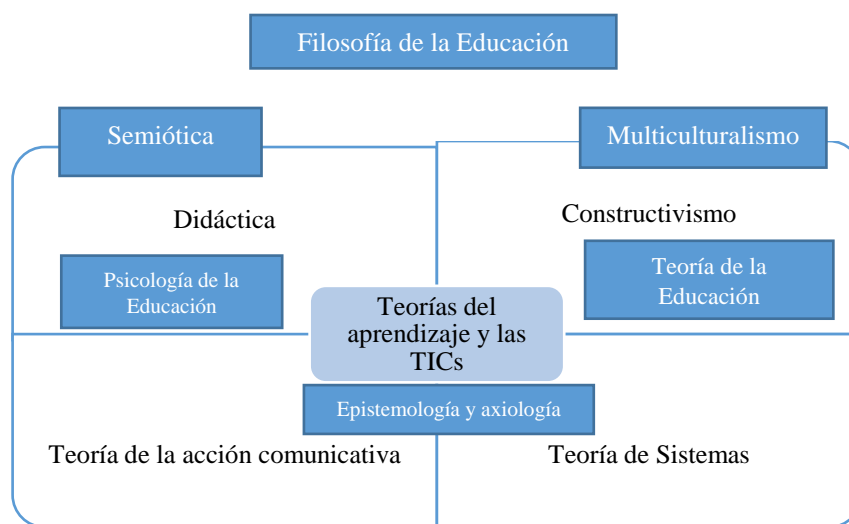 Filosofía de la Educación
Semiótica
Multiculturalismo
Didáctica
Constructivismo
Psicología de la
Educación
Teoría de la
Educación
Teorías del
aprendizaje y las
TICs
Epistemología y axiología
Teoría de la acción comunicativa
Teoría de Sistemas